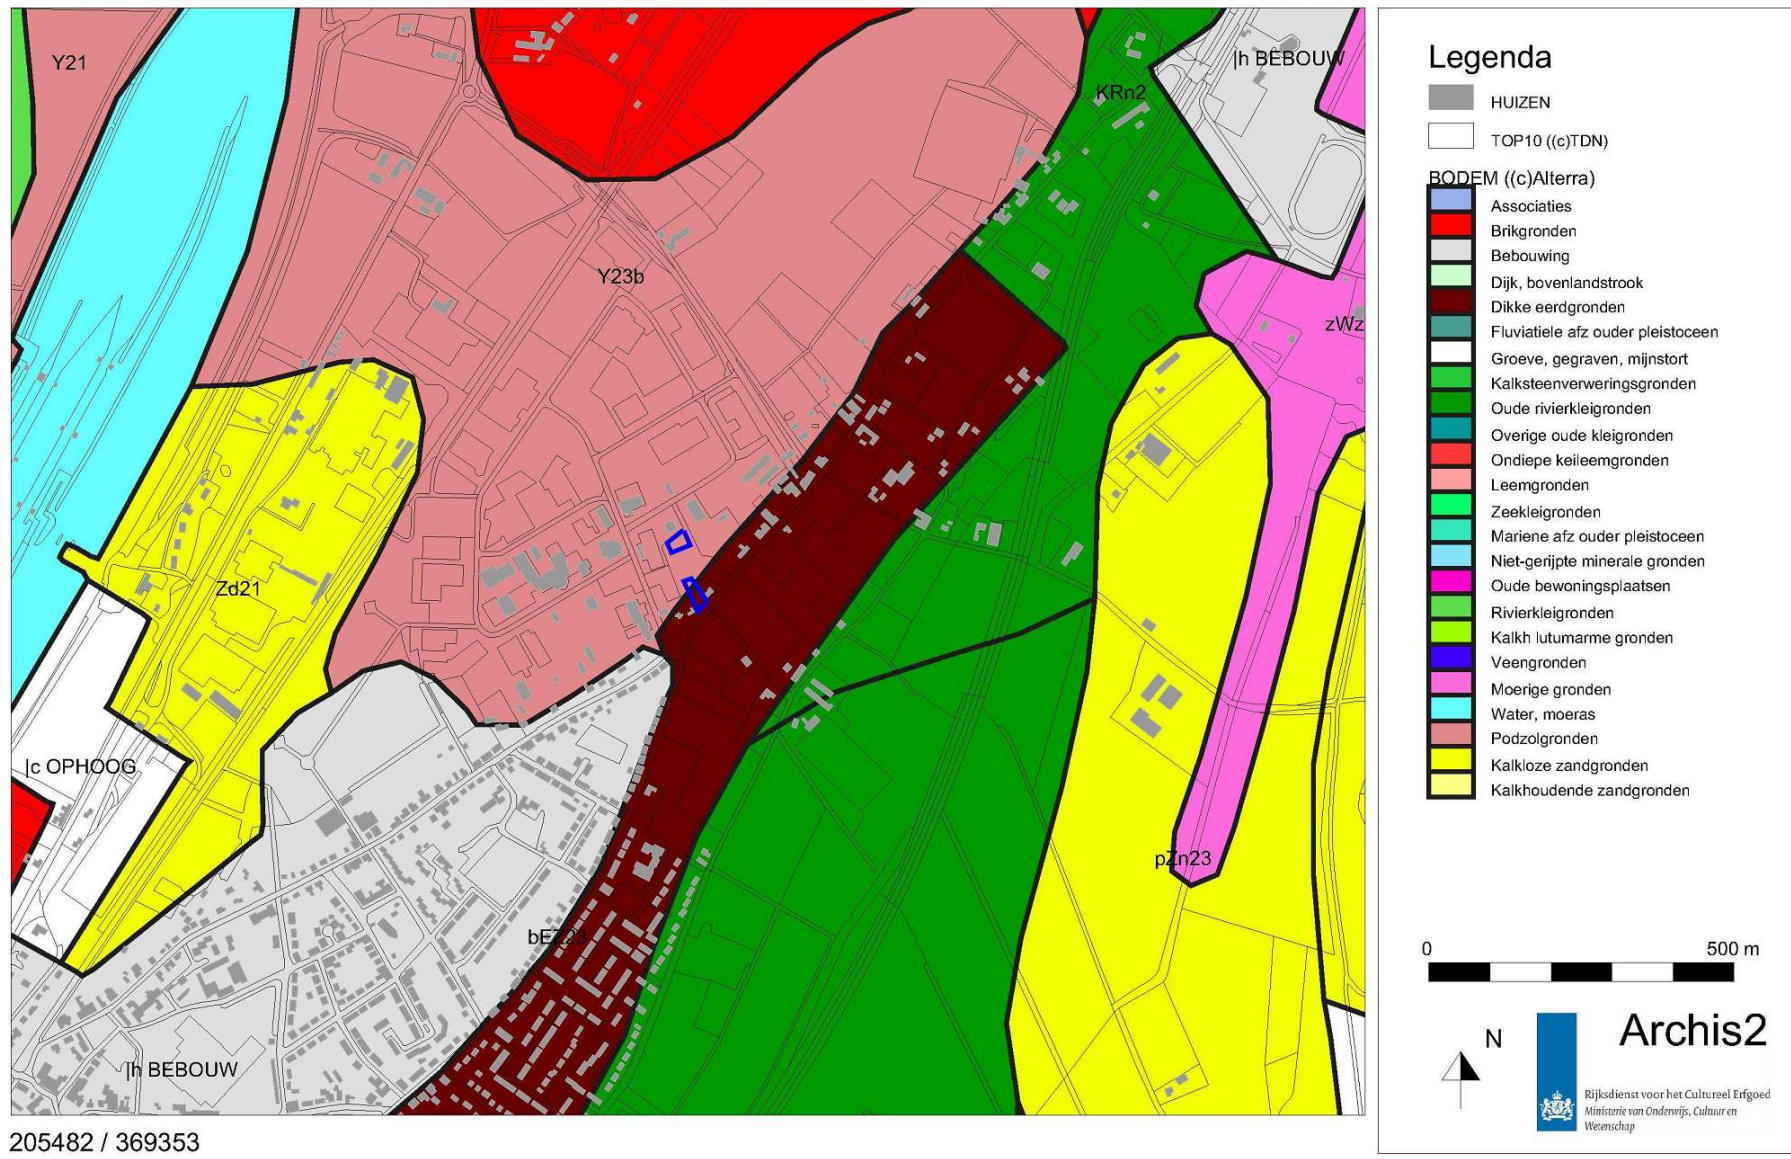 Y21
|h BEBOUW
KRn2
Y23b
zWz
Zd21
|c OPHOOG
pZn23
bEZ23
|h BEBOUW
205482 / 369353
Legenda
HUIZEN
TOP10 ((c)TDN)
BODEM ((c)Alterra)
Associaties
Brikgronden
Bebouwing
Dijk, bovenlandstrook
Dikke eerdgronden
Fluviatiele afz ouder pleistoceen
Groeve, gegraven, mijnstort
Kalksteenverweringsgronden
Oude rivierkleigronden
Overige oude kleigronden
Ondiepe keileemgronden
Leemgronden
Zeekleigronden
Mariene afz ouder pleistoceen
Niet-gerijpte minerale gronden
Oude bewoningsplaatsen
Rivierkleigronden
Kalkh lutumarme gronden
Veengronden
Moerige gronden
Water, moeras
Podzolgronden
Kalkloze zandgronden
Kalkhoudende zandgronden
0 500 m
N
Archis2
Rijksdienst voor het Cultureel Erfgoed
Ministerie van Onderwijs, Cultuur en
Wetenschap